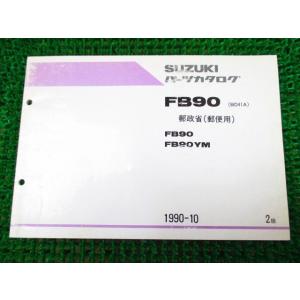 SUZUKI
パーツカタログ
FB90 (BD41A)
郵政省(郵便用)
FB90
FB90YM
1990-10 2版